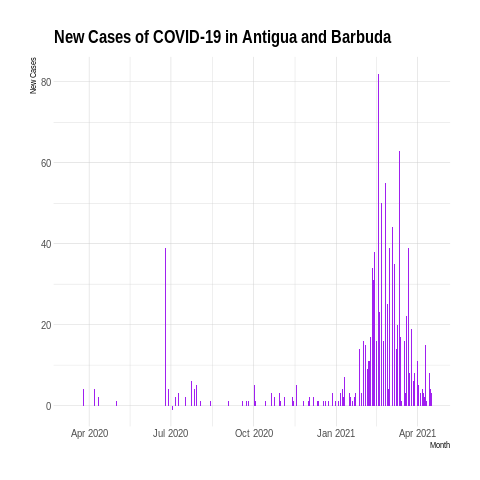 New Cases of COVID-19 in Antigua and Barbuda
New Cases
80
60
40
20
0
Apr 2020 Jul 2020 Oct 2020 Jan 2021 Apr 2021
Month